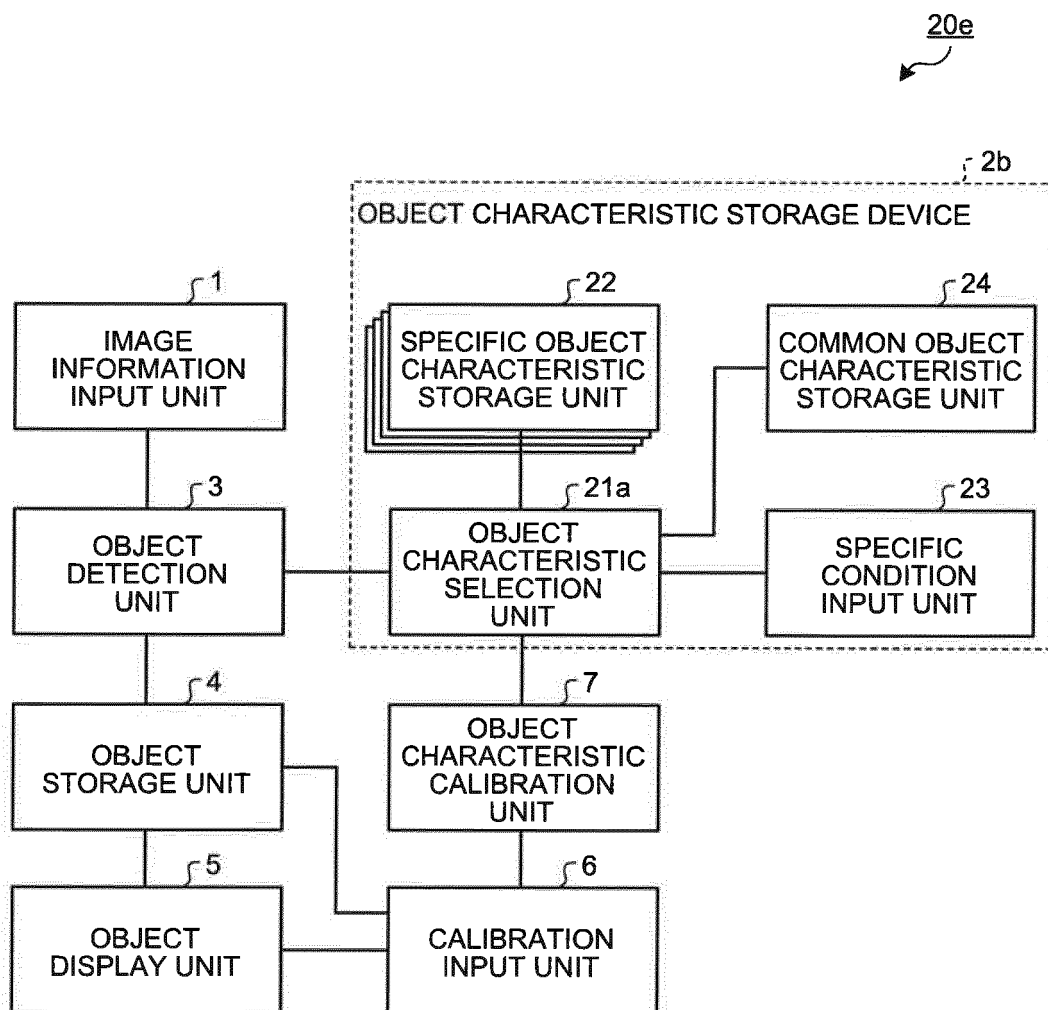 20e
2b
OBJECT CHARACTERISTIC STORAGE DEVICE
1
IMAGE
INFORMATION
INPUT UNIT
22
SPECIFIC OBJECT
CHARACTERISTIC
STORAGE UNIT
24
COMMON OBJECT
CHARACTERISTIC
STORAGE UNIT
3
OBJECT
DETECTION
UNIT
21a
OBJECT
CHARACTERISTIC
SELECTION
UNIT
23
SPECIFIC
CONDITION
INPUT UNIT
4
OBJECT
STORAGE UNIT
7
OBJECT
CHARACTERISTIC
CALIBRATION
UNIT
5
OBJECT
DISPLAY UNIT
6
CALIBRATION
INPUT UNIT